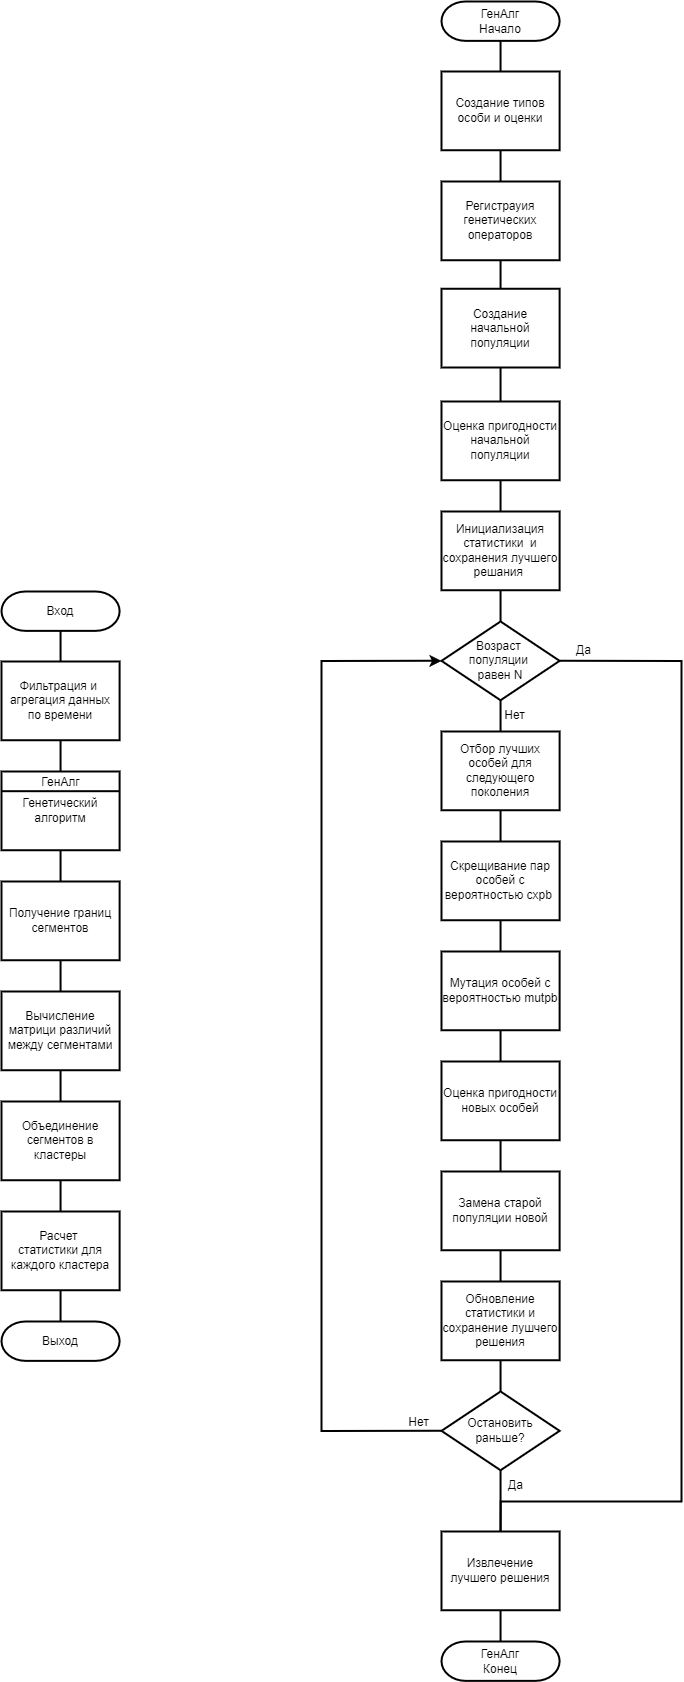 Вход
Фильтрация и
агрегация данных
по времени
ГенАлг
Генетический
алгоритм
Получение границ
сегментов
Вычисление
матрици различий
между сегментами
Объединение
сегментов в
кластеры
Расчет
статистики для
каждого кластера
Выход
ГенАлг
Начало
Создание типов
особи и оценки
Регистрауия
генетических
операторов
Создание
начальной
популяции
Оценка пригодности
начальной
популяции
Инициализация
статистики и
сохранения лучшего
решания
Возраст
популяции
равен N
Да
Нет
Отбор лучших
особей для
следующего
поколения
Скрещивание пар
особей с
вероятностью cxpb
Мутация особей с
вероятностью mutpb
Оценка пригодности
новых особей
Замена старой
популяции новой
Обновление
статистики и
сохранение лушчего
решения
Остановить
раньше?
Нет
Да
Извлечение
лучшего решения
ГенАлг
Конец